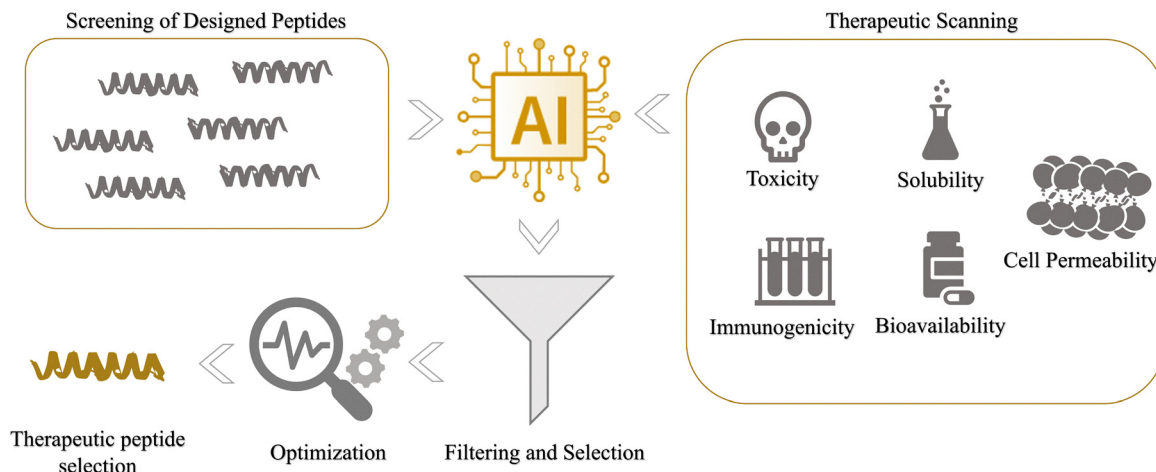 Screening of Designed Peptides
Therapeutic Scanning
AI
Toxicity
Solubility
Cell Permeability
Immunogenicity
Bioavailability
Therapeutic peptide
selection
Optimization
Filtering and Selection